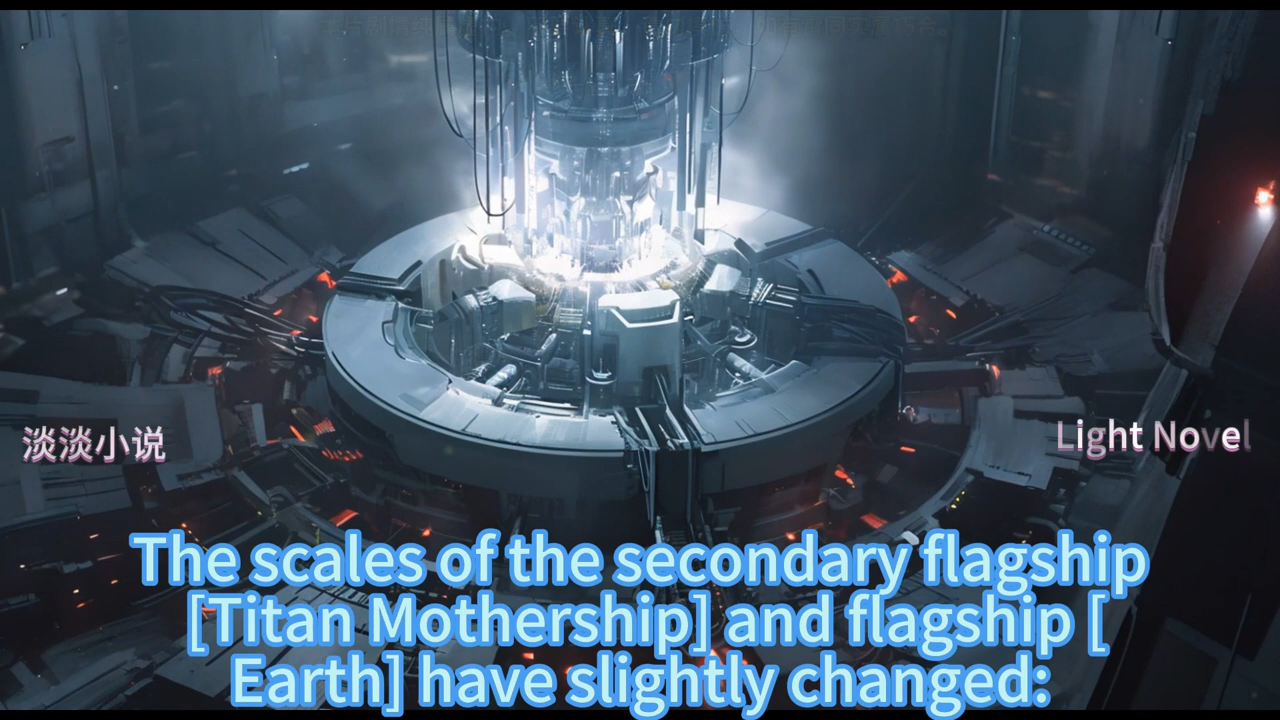 淡淡小说
Light Novel
The scales of the secondary flagship
[Titan Mothership] and flagship [
Earth] have slightly changed: